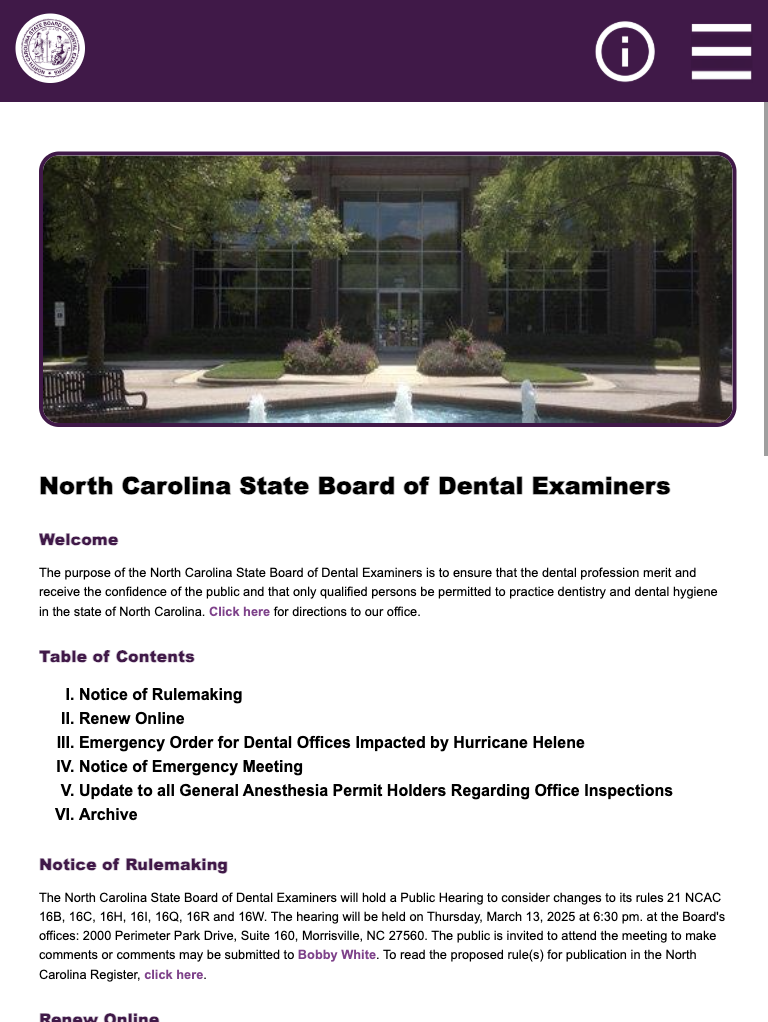 NORTH CAROLINA STATE BOARD OF DENTAL EXAMINERS
North Carolina State Board of Dental Examiners
Welcome
The purpose of the North Carolina State Board of Dental Examiners is to ensure that the dental profession merit and
receive the confidence of the public and that only qualified persons be permitted to practice dentistry and dental hygiene
in the state of North Carolina. Click here for directions to our office.
Table of Contents
I. Notice of Rulemaking
II. Renew Online
III. Emergency Order for Dental Offices Impacted by Hurricane Helene
IV. Notice of Emergency Meeting
V. Update to all General Anesthesia Permit Holders Regarding Office Inspections
VI. Archive
Notice of Rulemaking
The North Carolina State Board of Dental Examiners will hold a Public Hearing to consider changes to its rules 21 NCAC
16B, 16C, 16H, 16I, 16Q, 16R and 16W. The hearing will be held on Thursday, March 13, 2025 at 6:30 pm. at the Board's
offices: 2000 Perimeter Park Drive, Suite 160, Morrisville, NC 27560. The public is invited to attend the meeting to make
comments or comments may be submitted to Bobby White. To read the proposed rule(s) for publication in the North
Carolina Register, click here.
Renew Online